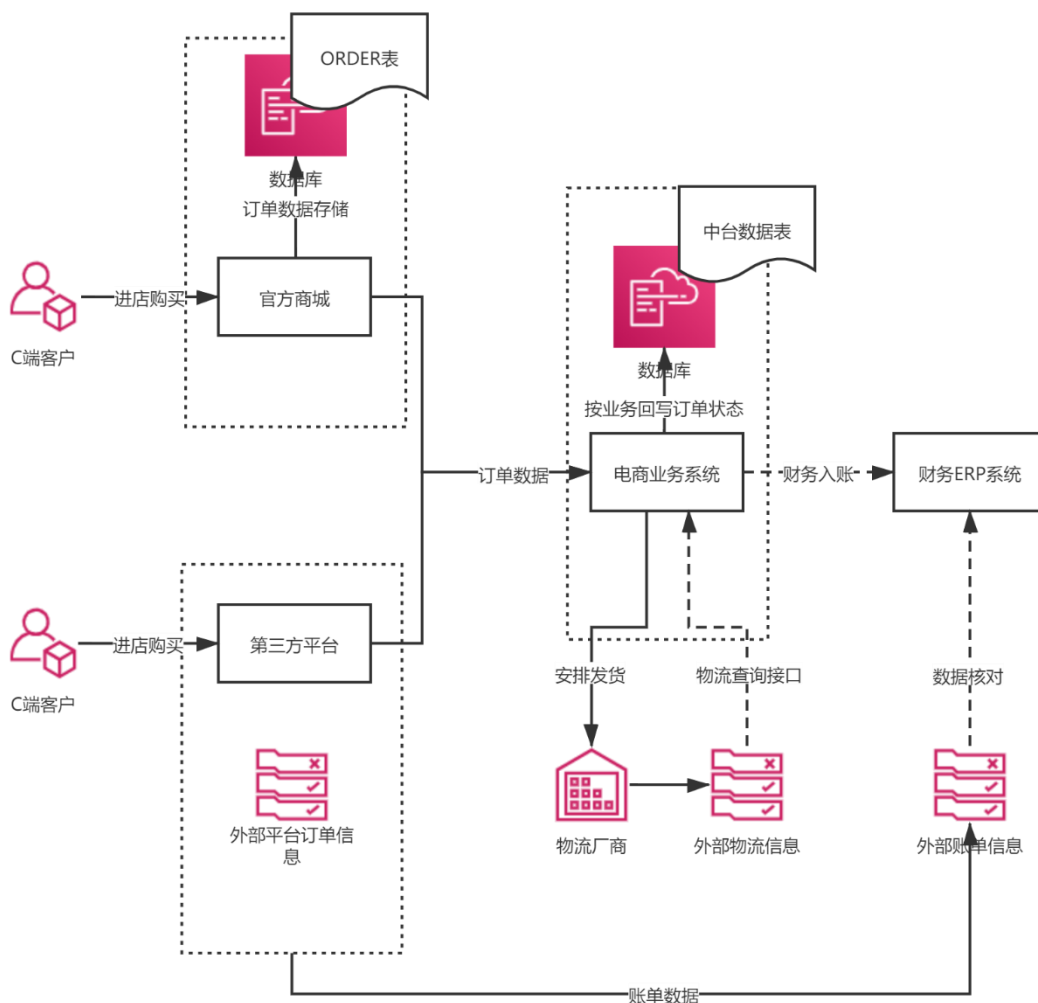 ORDER表
数据库
订单数据存储
中台数据表
进店购买
官方商城
C端客户
数据库
按业务回写订单状态
订单数据
电商业务系统
财务入账
财务ERP系统
进店购买
第三方平台
C端客户
安排发货
物流查询接口
数据核对
外部平台订单信
息
物流厂商
外部物流信息
外部账单信息
账单数据